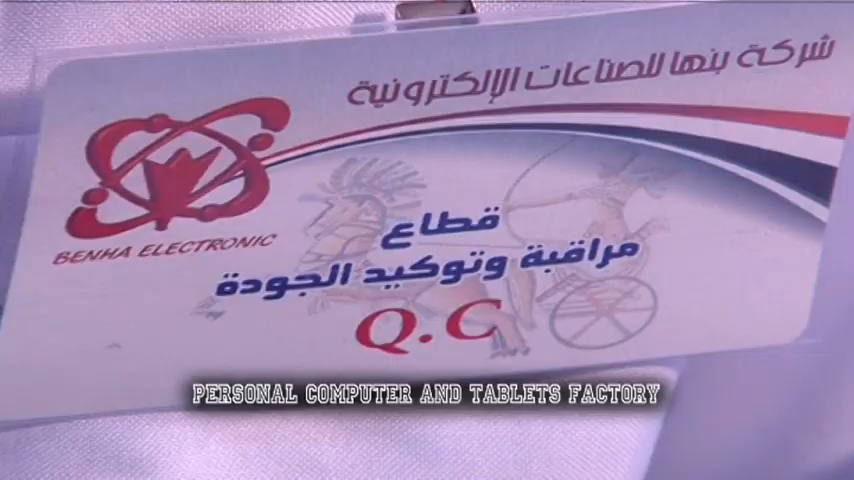 شركة بنها للصناعات الإلكترونية
BENHA ELECTRONIC
قطاع
مراقبة وتوكيد الجودة
Q.C
PERSONAL COMPUTER AND TABLETS FACTORY